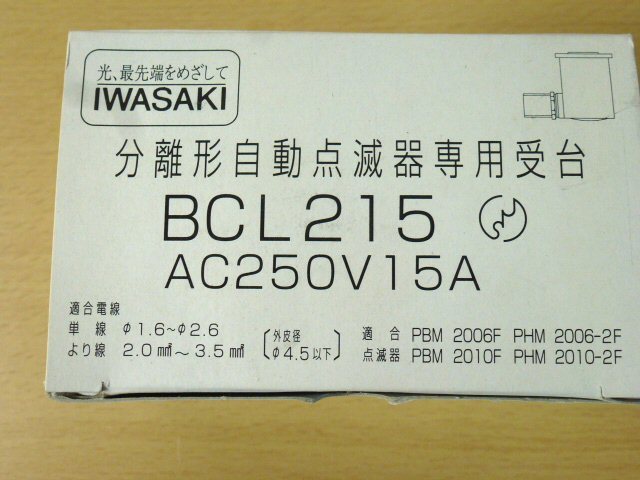 光、最先端をめざして
IWASAKI
分離形自動点滅器専用受台
BCL215
AC250V15A
適合電線
単線 φ1.6~φ2.6
より線 2.0m㎡~3.5m㎡
〔外皮径 φ4.5以下〕
適合 PBM 2006F PHM 2006-2F
点滅器 PBM 2010F PHM 2010-2F